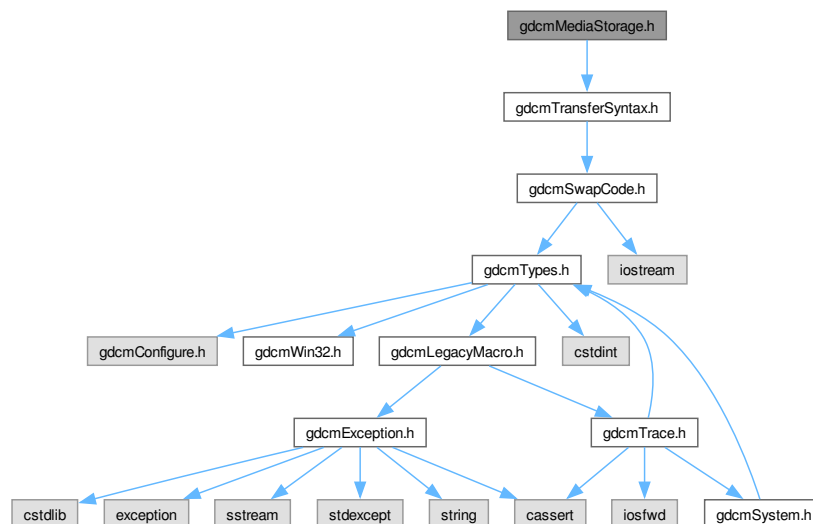 gdcmMediaStorage.h
gdcmTransferSyntax.h
gdcmSwapCode.h
gdcmTypes.h
iostream
gdcmConfigure.h
gdcmWin32.h
gdcmLegacyMacro.h
cstdint
gdcmException.h
gdcmTrace.h
cstdlib
exception
sstream
stdexcept
string
cassert
iosfwd
gdcmSystem.h